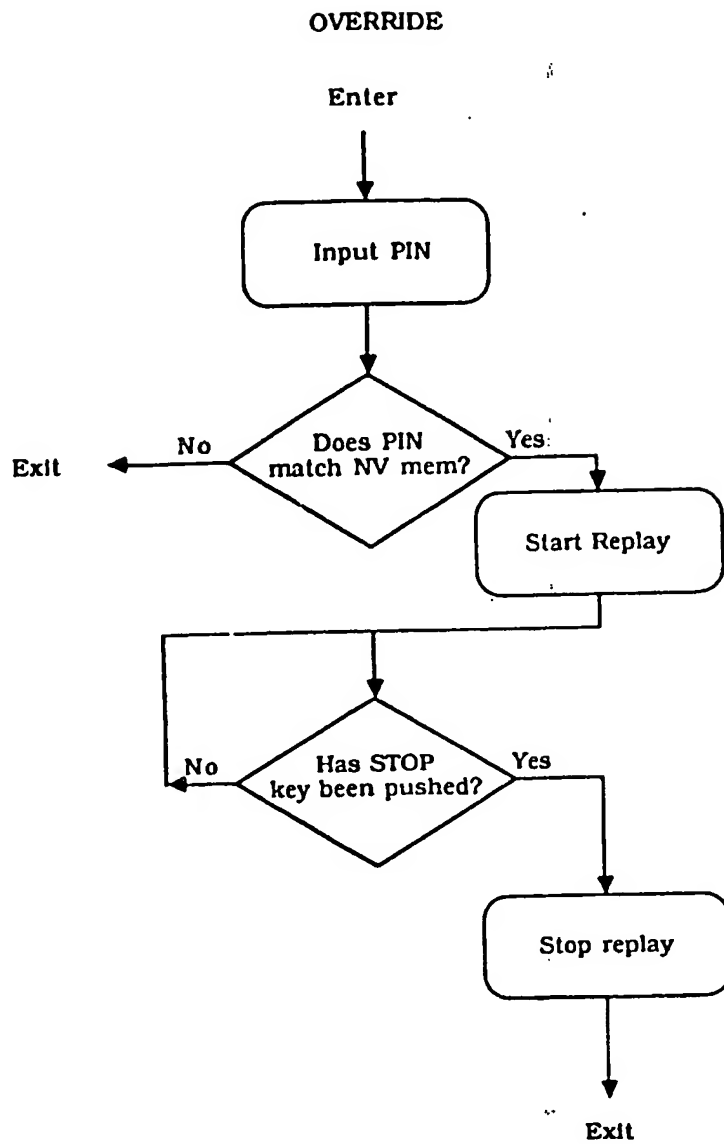 OVERRIDE
Enter
Input PIN
Does PIN
match NV mem?
No
Yes
Exit
Start Replay
Has STOP
key been pushed?
No
Yes
Stop replay
Exit